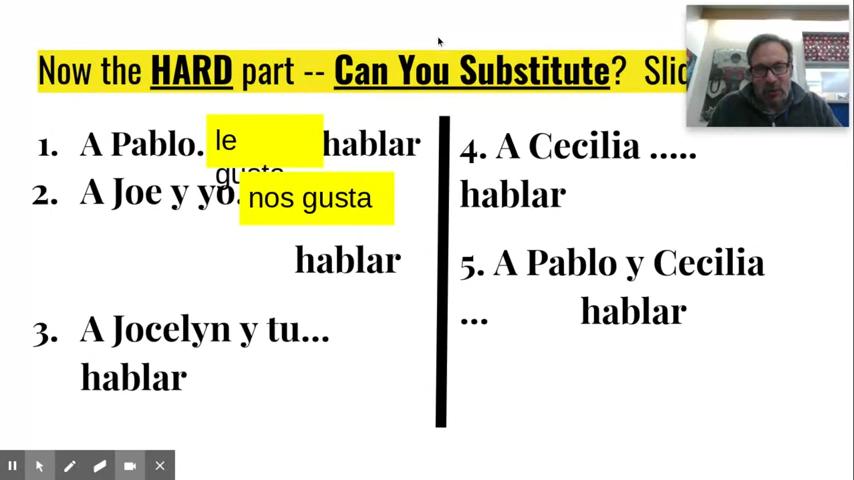 Now the HARD part -- Can You Substitute? Slid
1. A Pablo. le gusta hablar
2. A Joe y yo. nos gusta
hablar
3. A Jocelyn y tu...
hablar
4. A Cecilia .....
hablar
5. A Pablo y Cecilia
... hablar